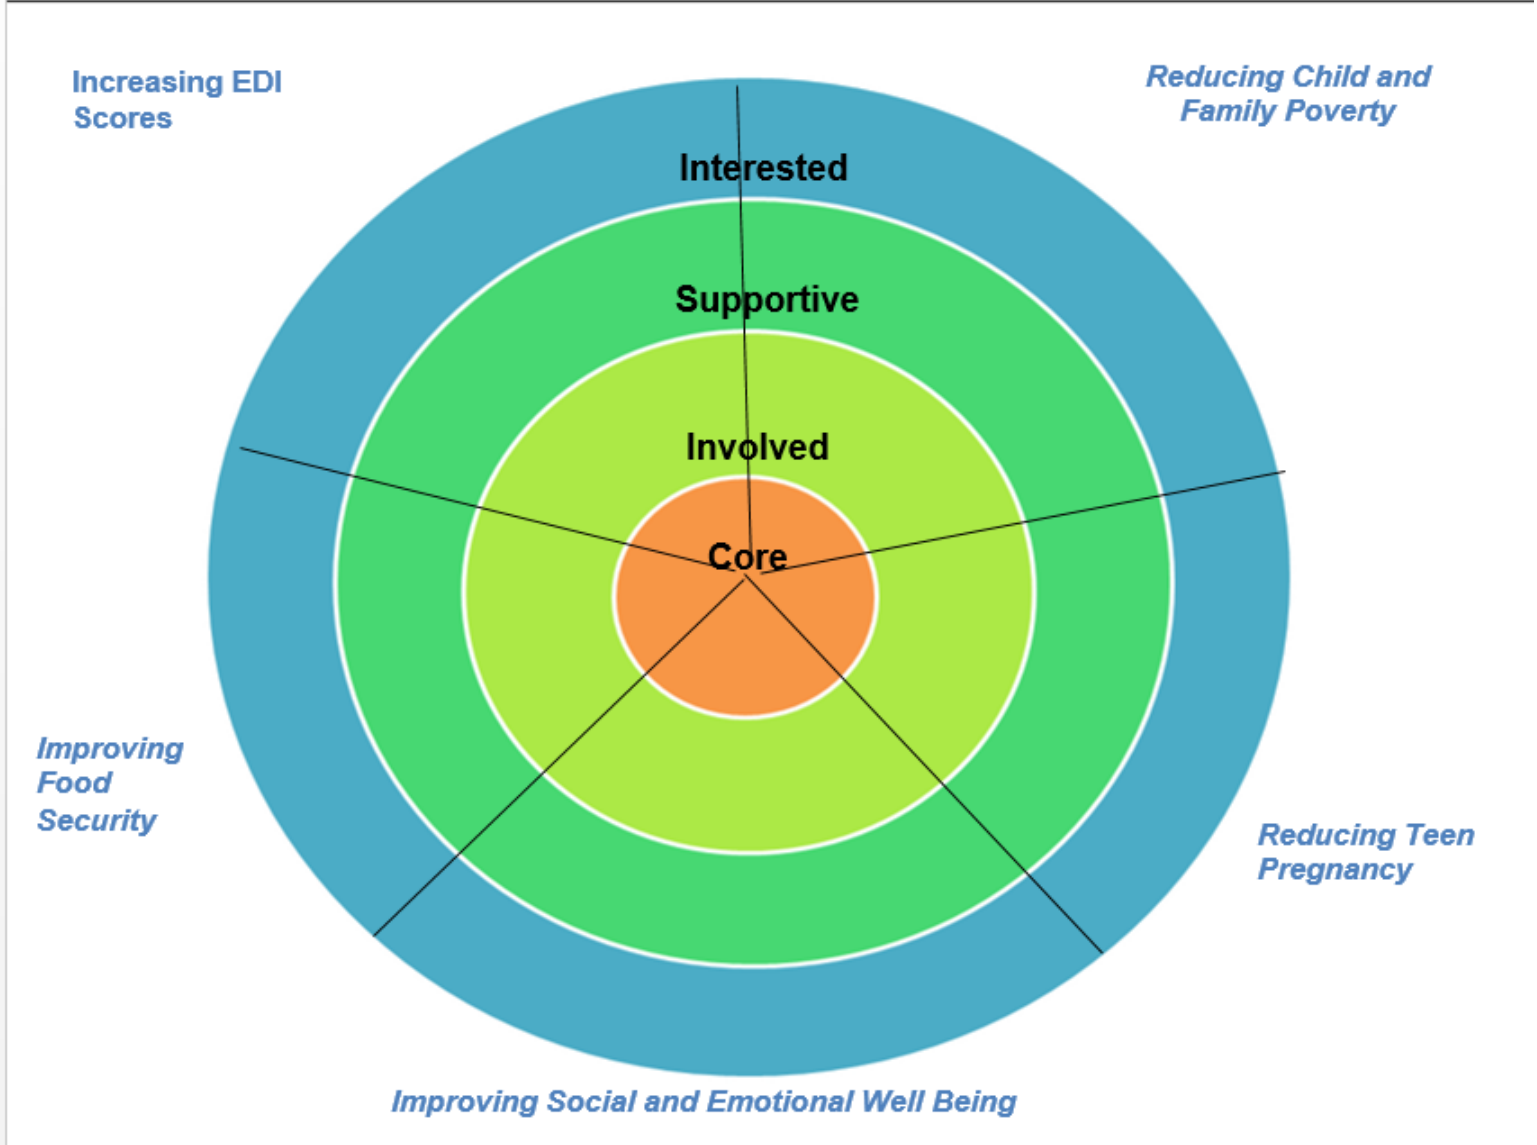 Increasing EDI
Scores
Reducing Child and
Family Poverty
Interested
Supportive
Involved
Core
Improving
Food
Security
Reducing Teen
Pregnancy
Improving Social and Emotional Well Being